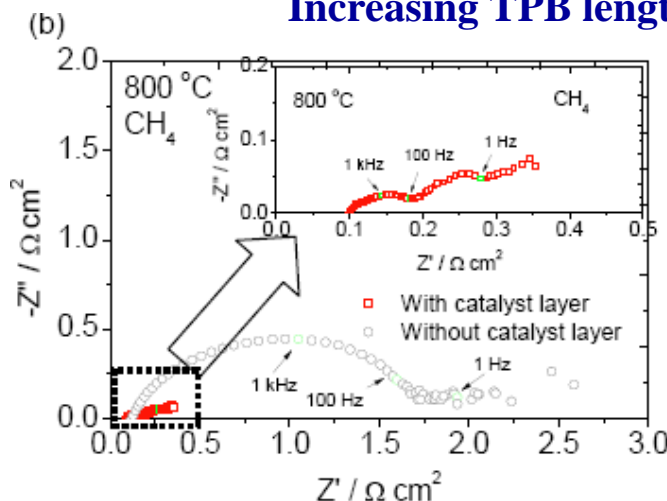 Increasing TPB lengt
(b)
2.0
1.5
1.0
0.5
0.0
-Z'' / Ω cm²
800 °C
CH₄
0.2
0.1
0.0
-Z'' / Ω cm²
800 °C
CH₄
1 kHz
100 Hz
1 Hz
0.0 0.1 0.2 0.3 0.4 0.5
Z' / Ω cm²
With catalyst layer
Without catalyst layer
1 kHz
100 Hz
1 Hz
0.0 0.5 1.0 1.5 2.0 2.5 3.0
Z' / Ω cm²